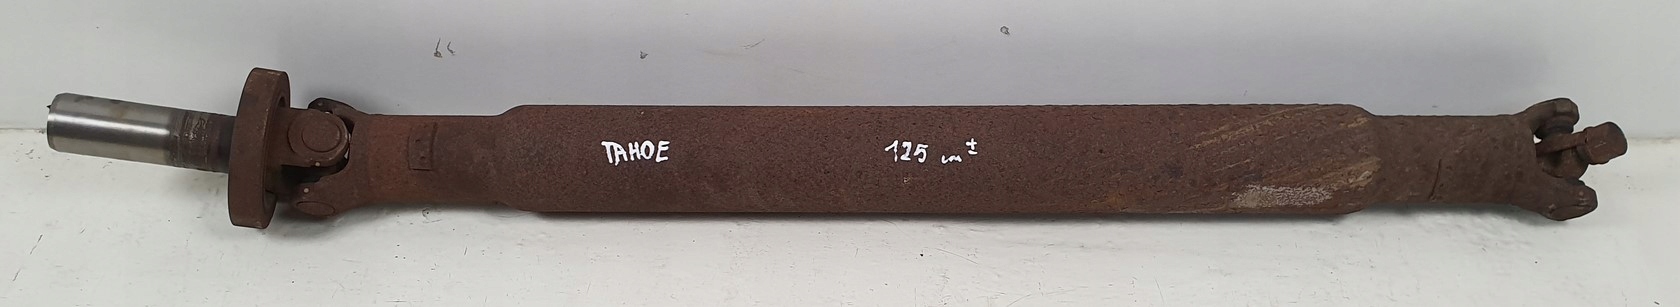 TAHOE 125 cm ±